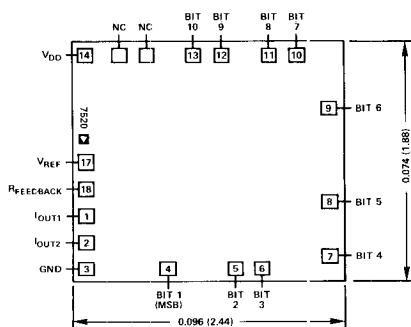 NC NC BIT 10 BIT 9 BIT 8 BIT 7
VDD 14 13 12 11 10
7520
9 BIT 6
0.074 (1.88)
VREF 17
RFEEDBACK 18
IOUT1 1
8 BIT 5
IOUT2 2
7 BIT 4
GND 3 4 5 6
BIT 1 (MSB) BIT 2 BIT 3
0.096 (2.44)